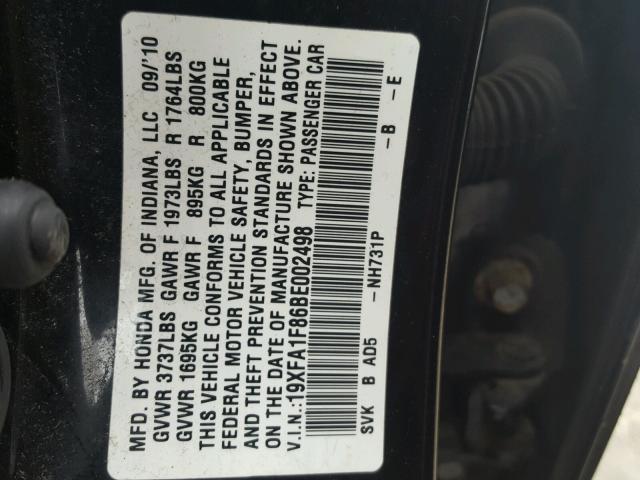 MFD. BY HONDA MFG. OF INDIANA, LLC 09/'10
GVWR 3737LBS GAWR F 1973LBS R 1764LBS
GVWR 1695KG GAWR F 895KG R 800KG
THIS VEHICLE CONFORMS TO ALL APPLICABLE
FEDERAL MOTOR VEHICLE SAFETY, BUMPER,
AND THEFT PREVENTION STANDARDS IN EFFECT
ON THE DATE OF MANUFACTURE SHOWN ABOVE.
V.I.N.:19XFA1F86BE002498 TYPE: PASSENGER CAR
SVK B AD5 -NH731P -B -E